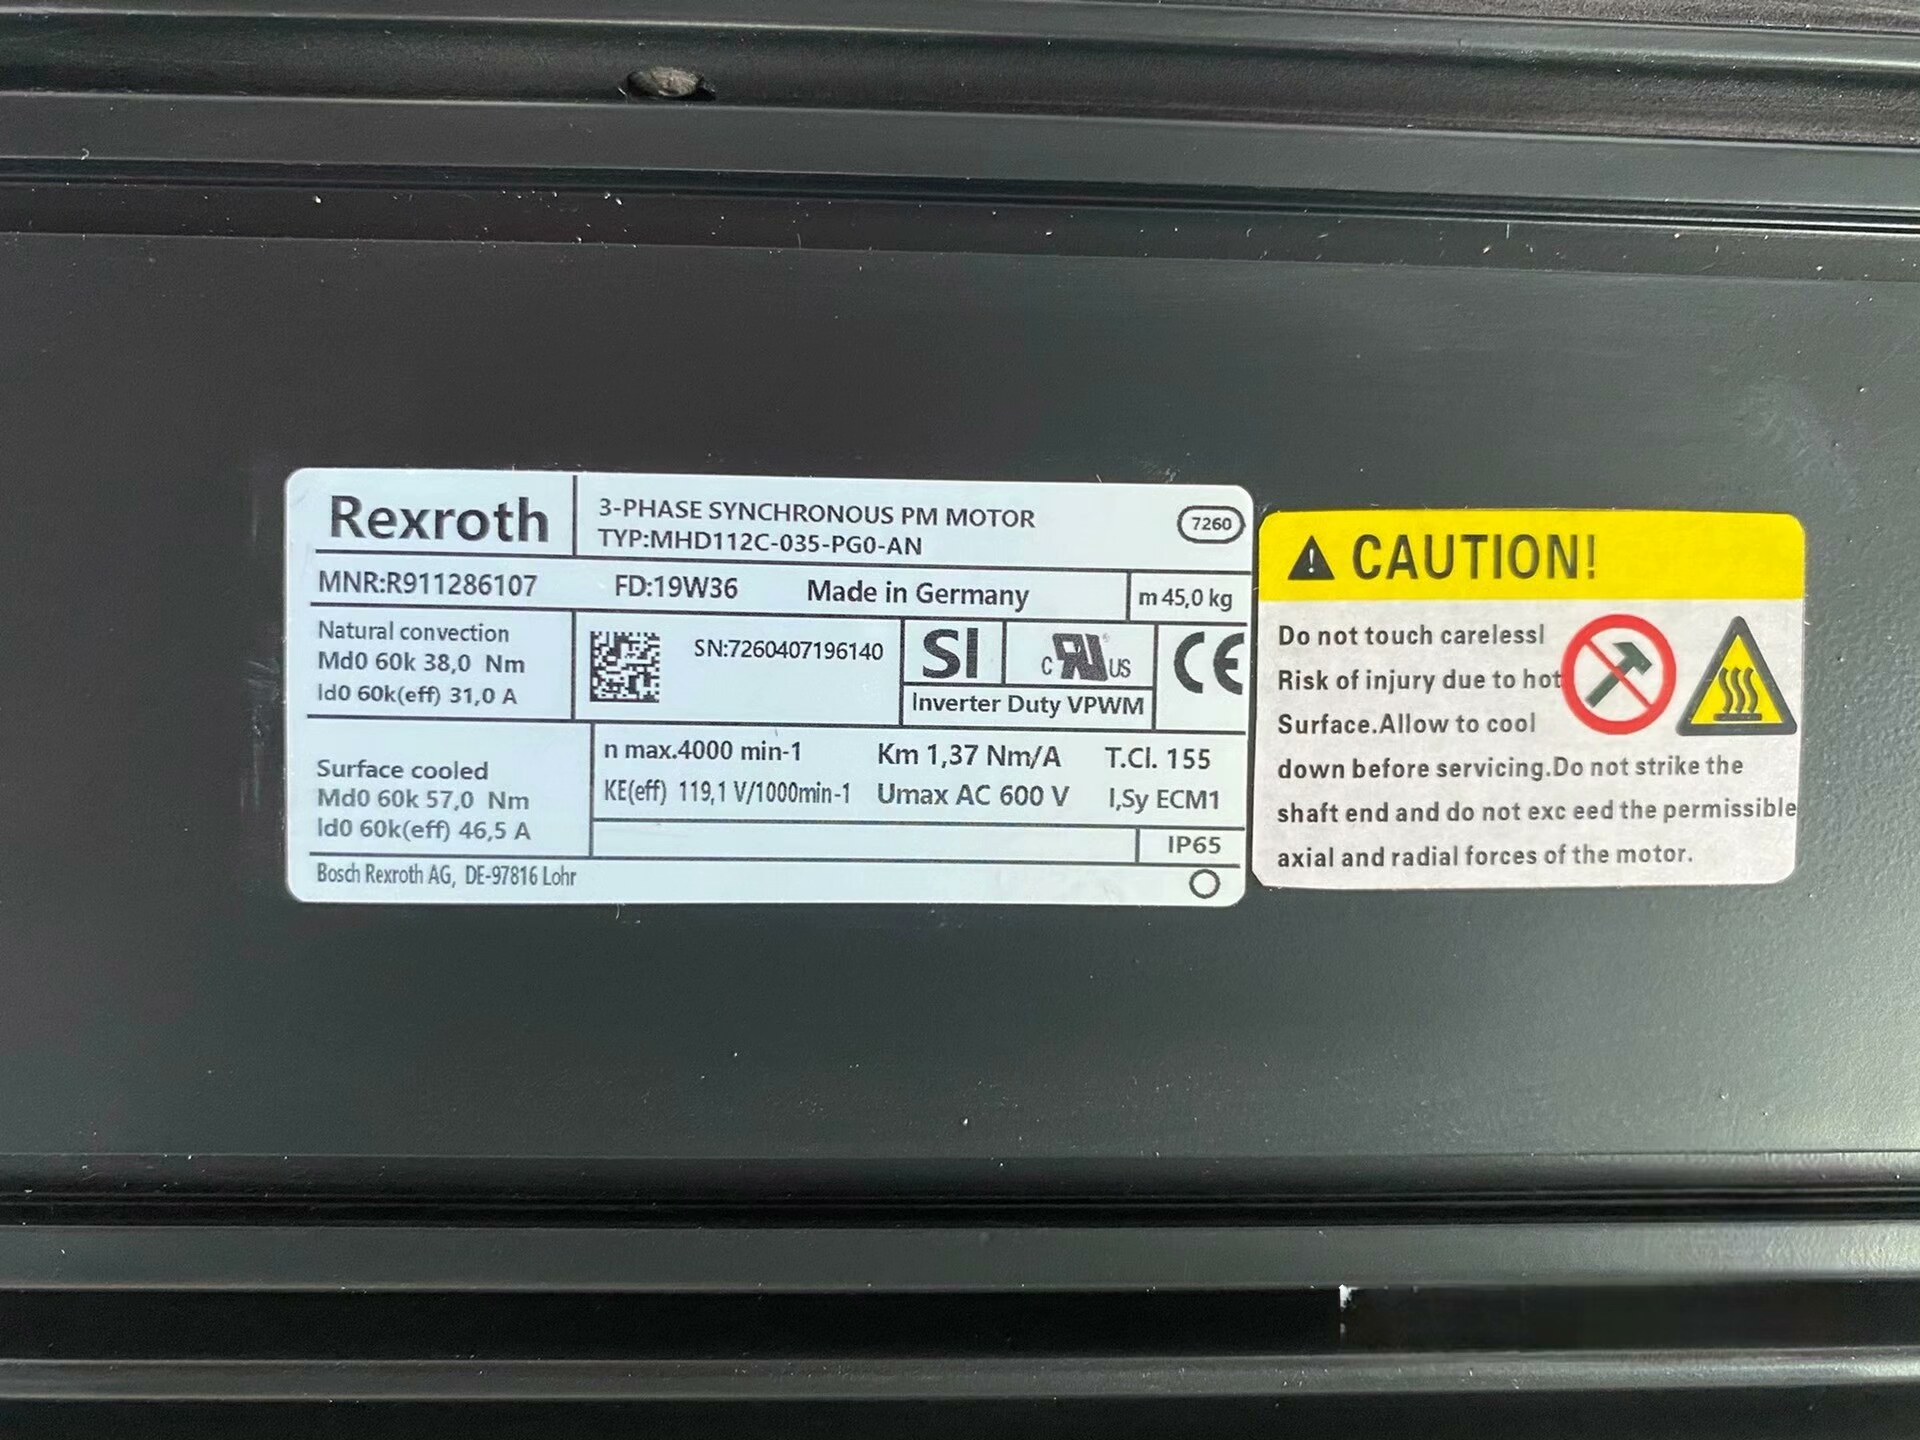 Rexroth
3-PHASE SYNCHRONOUS PM MOTOR
TYP:MHD112C-035-PG0-AN
7260
MNR:R911286107 FD:19W36 Made in Germany m 45,0 kg
Natural convection
Md0 60k 38,0 Nm
Id0 60k(eff) 31,0 A
SN:7260407196140
SI
c RU US
CE
Inverter Duty VPWM
Surface cooled
Md0 60k 57,0 Nm
Id0 60k(eff) 46,5 A
n max.4000 min-1 Km 1,37 Nm/A T.Cl. 155
KE(eff) 119,1 V/1000min-1 Umax AC 600 V I,Sy ECM1
IP65
Bosch Rexroth AG, DE-97816 Lohr
CAUTION!
Do not touch carelessl
Risk of injury due to hot
Surface.Allow to cool
down before servicing.Do not strike the
shaft end and do not exc eed the permissible
axial and radial forces of the motor.